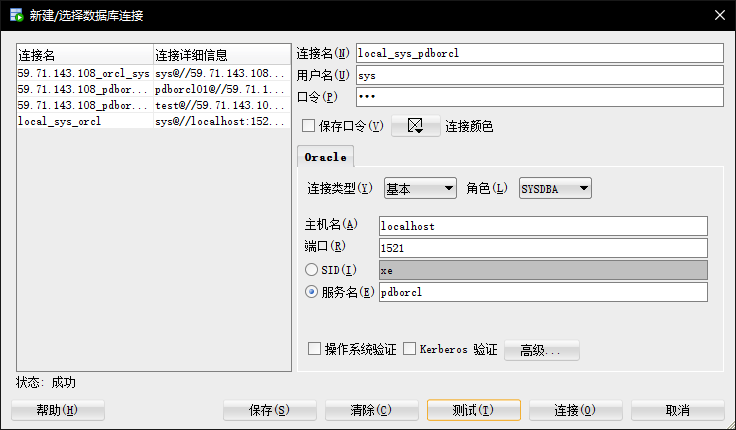 新建/选择数据库连接
连接名 连接详细信息
59.71.143.108_orcl_sys sys@//59.71.143.108...
59.71.143.108_pdbor... pdborcl01@//59.71.1...
59.71.143.108_pdbor... test@//59.71.143.10...
local_sys_orcl sys@//localhost:152...
连接名(N) local_sys_pdborcl
用户名(U) sys
口令(P) •••
保存口令(V) 连接颜色
Oracle
连接类型(Y) 基本 角色(L) SYSDBA
主机名(A) localhost
端口(R) 1521
SID(I) xe
服务名(E) pdborcl
操作系统验证 Kerberos 验证 高级...
状态: 成功
帮助(H) 保存(S) 清除(C) 测试(T) 连接(O) 取消